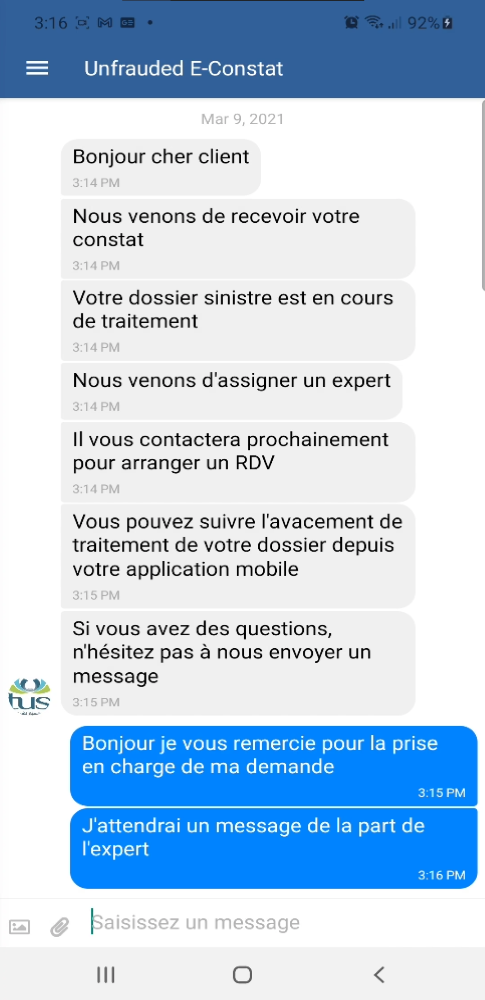 3:16
92%
Unfrauded E-Constat
Mar 9, 2021
Bonjour cher client
3:14 PM
Nous venons de recevoir votre
constat
3:14 PM
Votre dossier sinistre est en cours
de traitement
3:14 PM
Nous venons d'assigner un expert
3:14 PM
Il vous contactera prochainement
pour arranger un RDV
3:14 PM
Vous pouvez suivre l'avacement de
traitement de votre dossier depuis
votre application mobile
3:15 PM
Si vous avez des questions,
n'hésitez pas à nous envoyer un
message
3:15 PM
tus
Bonjour je vous remercie pour la prise
en charge de ma demande
3:15 PM
J'attendrai un message de la part de
l'expert
3:16 PM
Saisissez un message